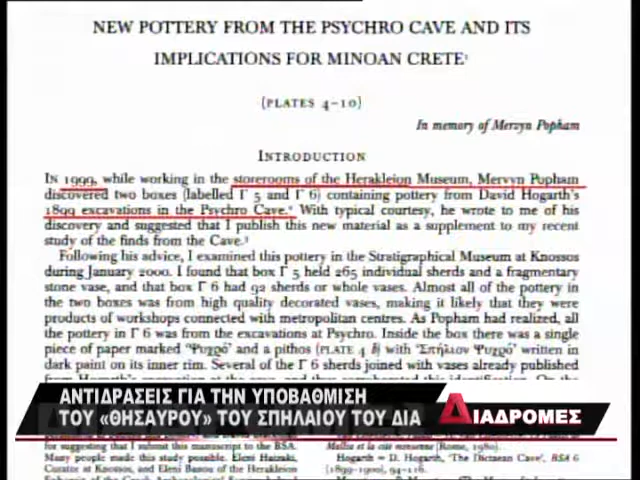 NEW POTTERY FROM THE PSYCHRO CAVE AND ITS
IMPLICATIONS FOR MINOAN CRETE¹
(PLATES 4–10)
In memory of Mervyn Popham
INTRODUCTION
IN 1999, while working in the storerooms of the Herakleion Museum, Mervyn Popham
discovered two boxes (labelled Γ 5 and Γ 6) containing pottery from David Hogarth's
1899 excavations in the Psychro Cave.² With typical courtesy, he wrote to me of his
discovery and suggested that I publish this new material as a supplement to my recent
study of the finds from the Cave.³
Following his advice, I examined this pottery in the Stratigraphical Museum at Knossos
during January 2000. I found that box Γ 5 held 265 individual sherds and a fragmentary
stone vase, and that box Γ 6 had 92 sherds or whole vases. Almost all of the pottery in
the two boxes was from high quality decorated vases, making it likely that they were
products of workshops connected with metropolitan centres. As Popham had realized, all
the pottery in Γ 6 was from the excavations at Psychro. Inside the box there was a single
piece of paper marked 'Ψυχρό' and a pithos (PLATE 4 B) with 'Σπήλιον Ψυχρό' written in
dark paint on its inner rim. Several of the Γ 6 sherds joined with vases already published
ΑΝΤΙΔΡΑΣΕΙΣ ΓΙΑ ΤΗΝ ΥΠΟΒΑΘΜΙΣΗ
ΤΟΥ «ΘΗΣΑΥΡΟΥ» ΤΟΥ ΣΠΗΛΑΙΟΥ ΤΟΥ ΔΙΑ
ΔΙΑΔΡΟΜΕΣ
for suggesting that I submit this manuscript to the BSA.
Many people made this study possible. Eleni Hatzaki,
Curator at Knossos, and Eleni Banou of the Herakleion
Malta et la coté mourant [Rome, 1980).
Hogarth = D. Hogarth, 'The Dictaean Cave', BSA 6
(1899–1900), 94–116.